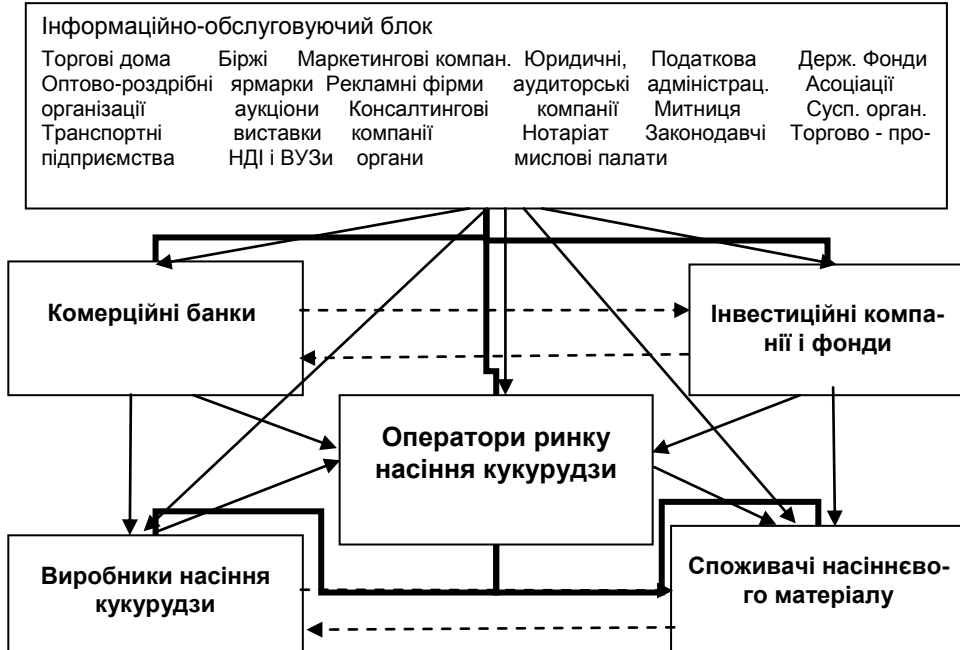 Інформаційно-обслуговуючий блок
Торгові дома Біржі Маркетингові компан. Юридичні, Податкова Держ. Фонди
Оптово-роздрібні ярмарки Рекламні фірми аудиторські адміністрац. Асоціації
організації аукціони Консалтингові компанії Митниця Сусп. орган.
Транспортні виставки компанії Нотаріат Законодавчі Торгово - про-
підприємства НДІ і ВУЗи органи мислові палати
Комерційні банки
Інвестиційні компа-
нії і фонди
Оператори ринку
насіння кукурудзи
Виробники насіння
кукурудзи
Споживачі насіннєво-
го матеріалу